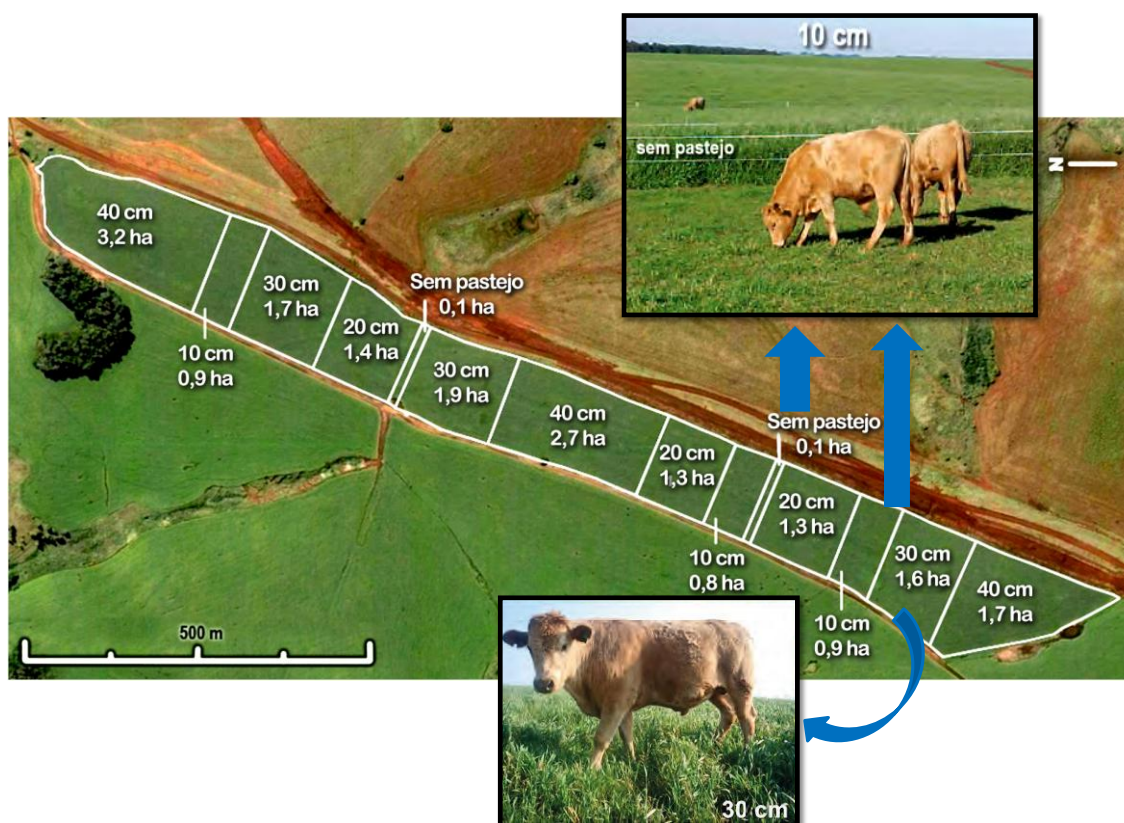 10 cm
sem pastejo
N
40 cm
3,2 ha
10 cm
0,9 ha
30 cm
1,7 ha
20 cm
1,4 ha
Sem pastejo
0,1 ha
30 cm
1,9 ha
40 cm
2,7 ha
20 cm
1,3 ha
10 cm
0,8 ha
Sem pastejo
0,1 ha
20 cm
1,3 ha
10 cm
0,9 ha
30 cm
1,6 ha
40 cm
1,7 ha
500 m
30 cm